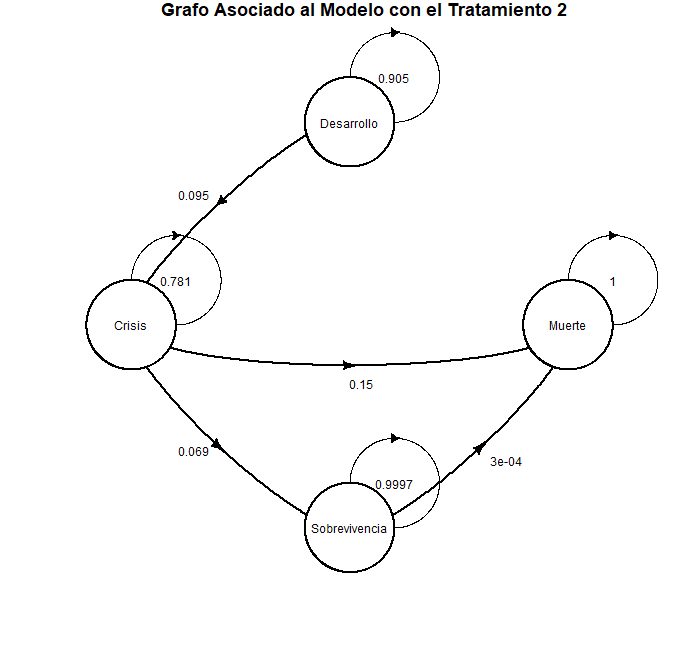 Grafo Asociado al Modelo con el Tratamiento 2
0.905
Desarrollo
0.095
0.781
1
Crisis
Muerte
0.15
0.069
3e-04
0.9997
Sobrevivencia